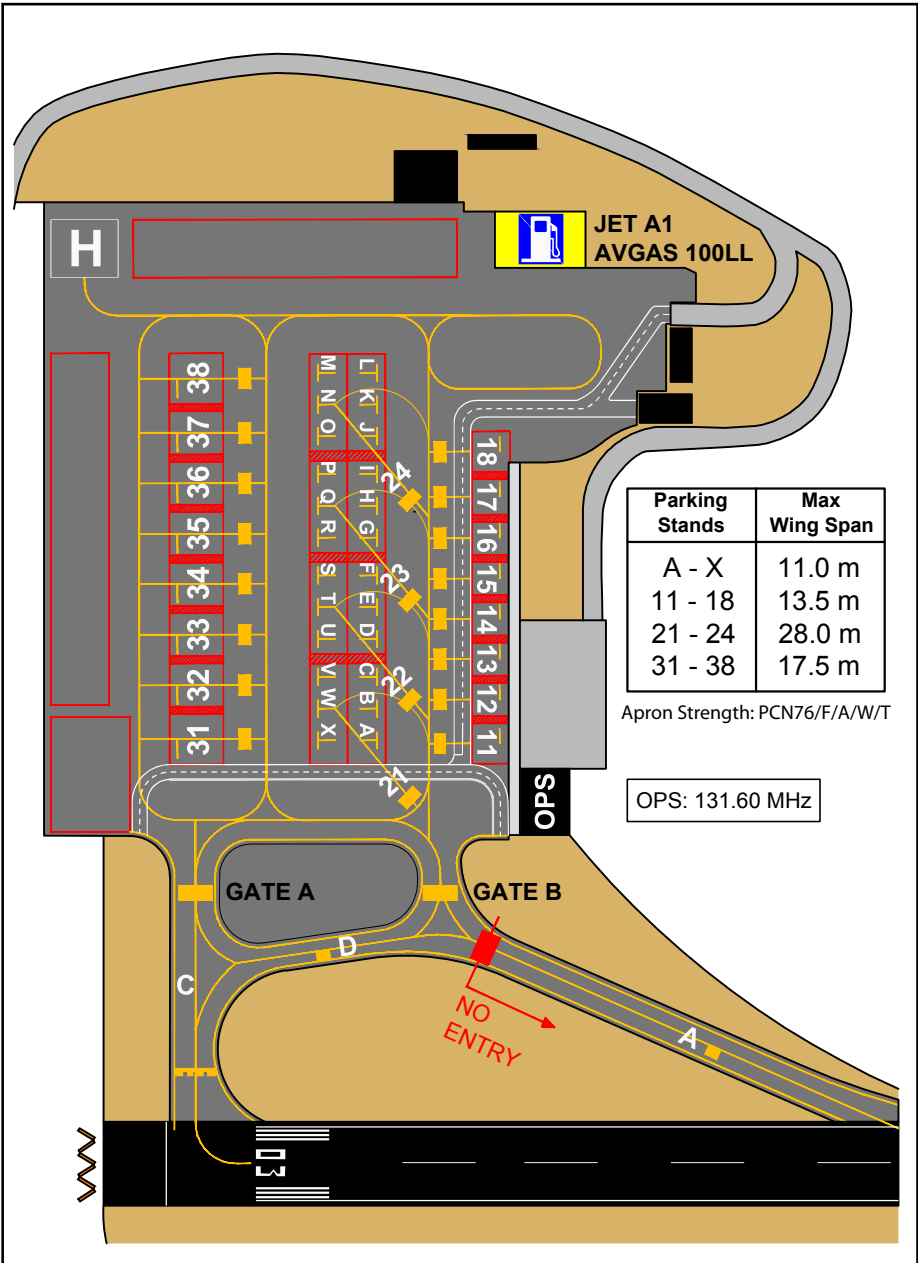 H
JET A1
AVGAS 100LL
38
37
36
35
34
33
32
31
M
N
O
P
Q
R
S
T
U
V
W
X
L
K
J
I
H
G
F
E
D
C
B
A
24
23
22
21
18
17
16
15
14
13
12
11
Parking Stands Max Wing Span
A - X 11.0 m
11 - 18 13.5 m
21 - 24 28.0 m
31 - 38 17.5 m
Apron Strength: PCN76/F/A/W/T
OPS
OPS: 131.60 MHz
GATE A
GATE B
D
C
NO
ENTRY
A
03